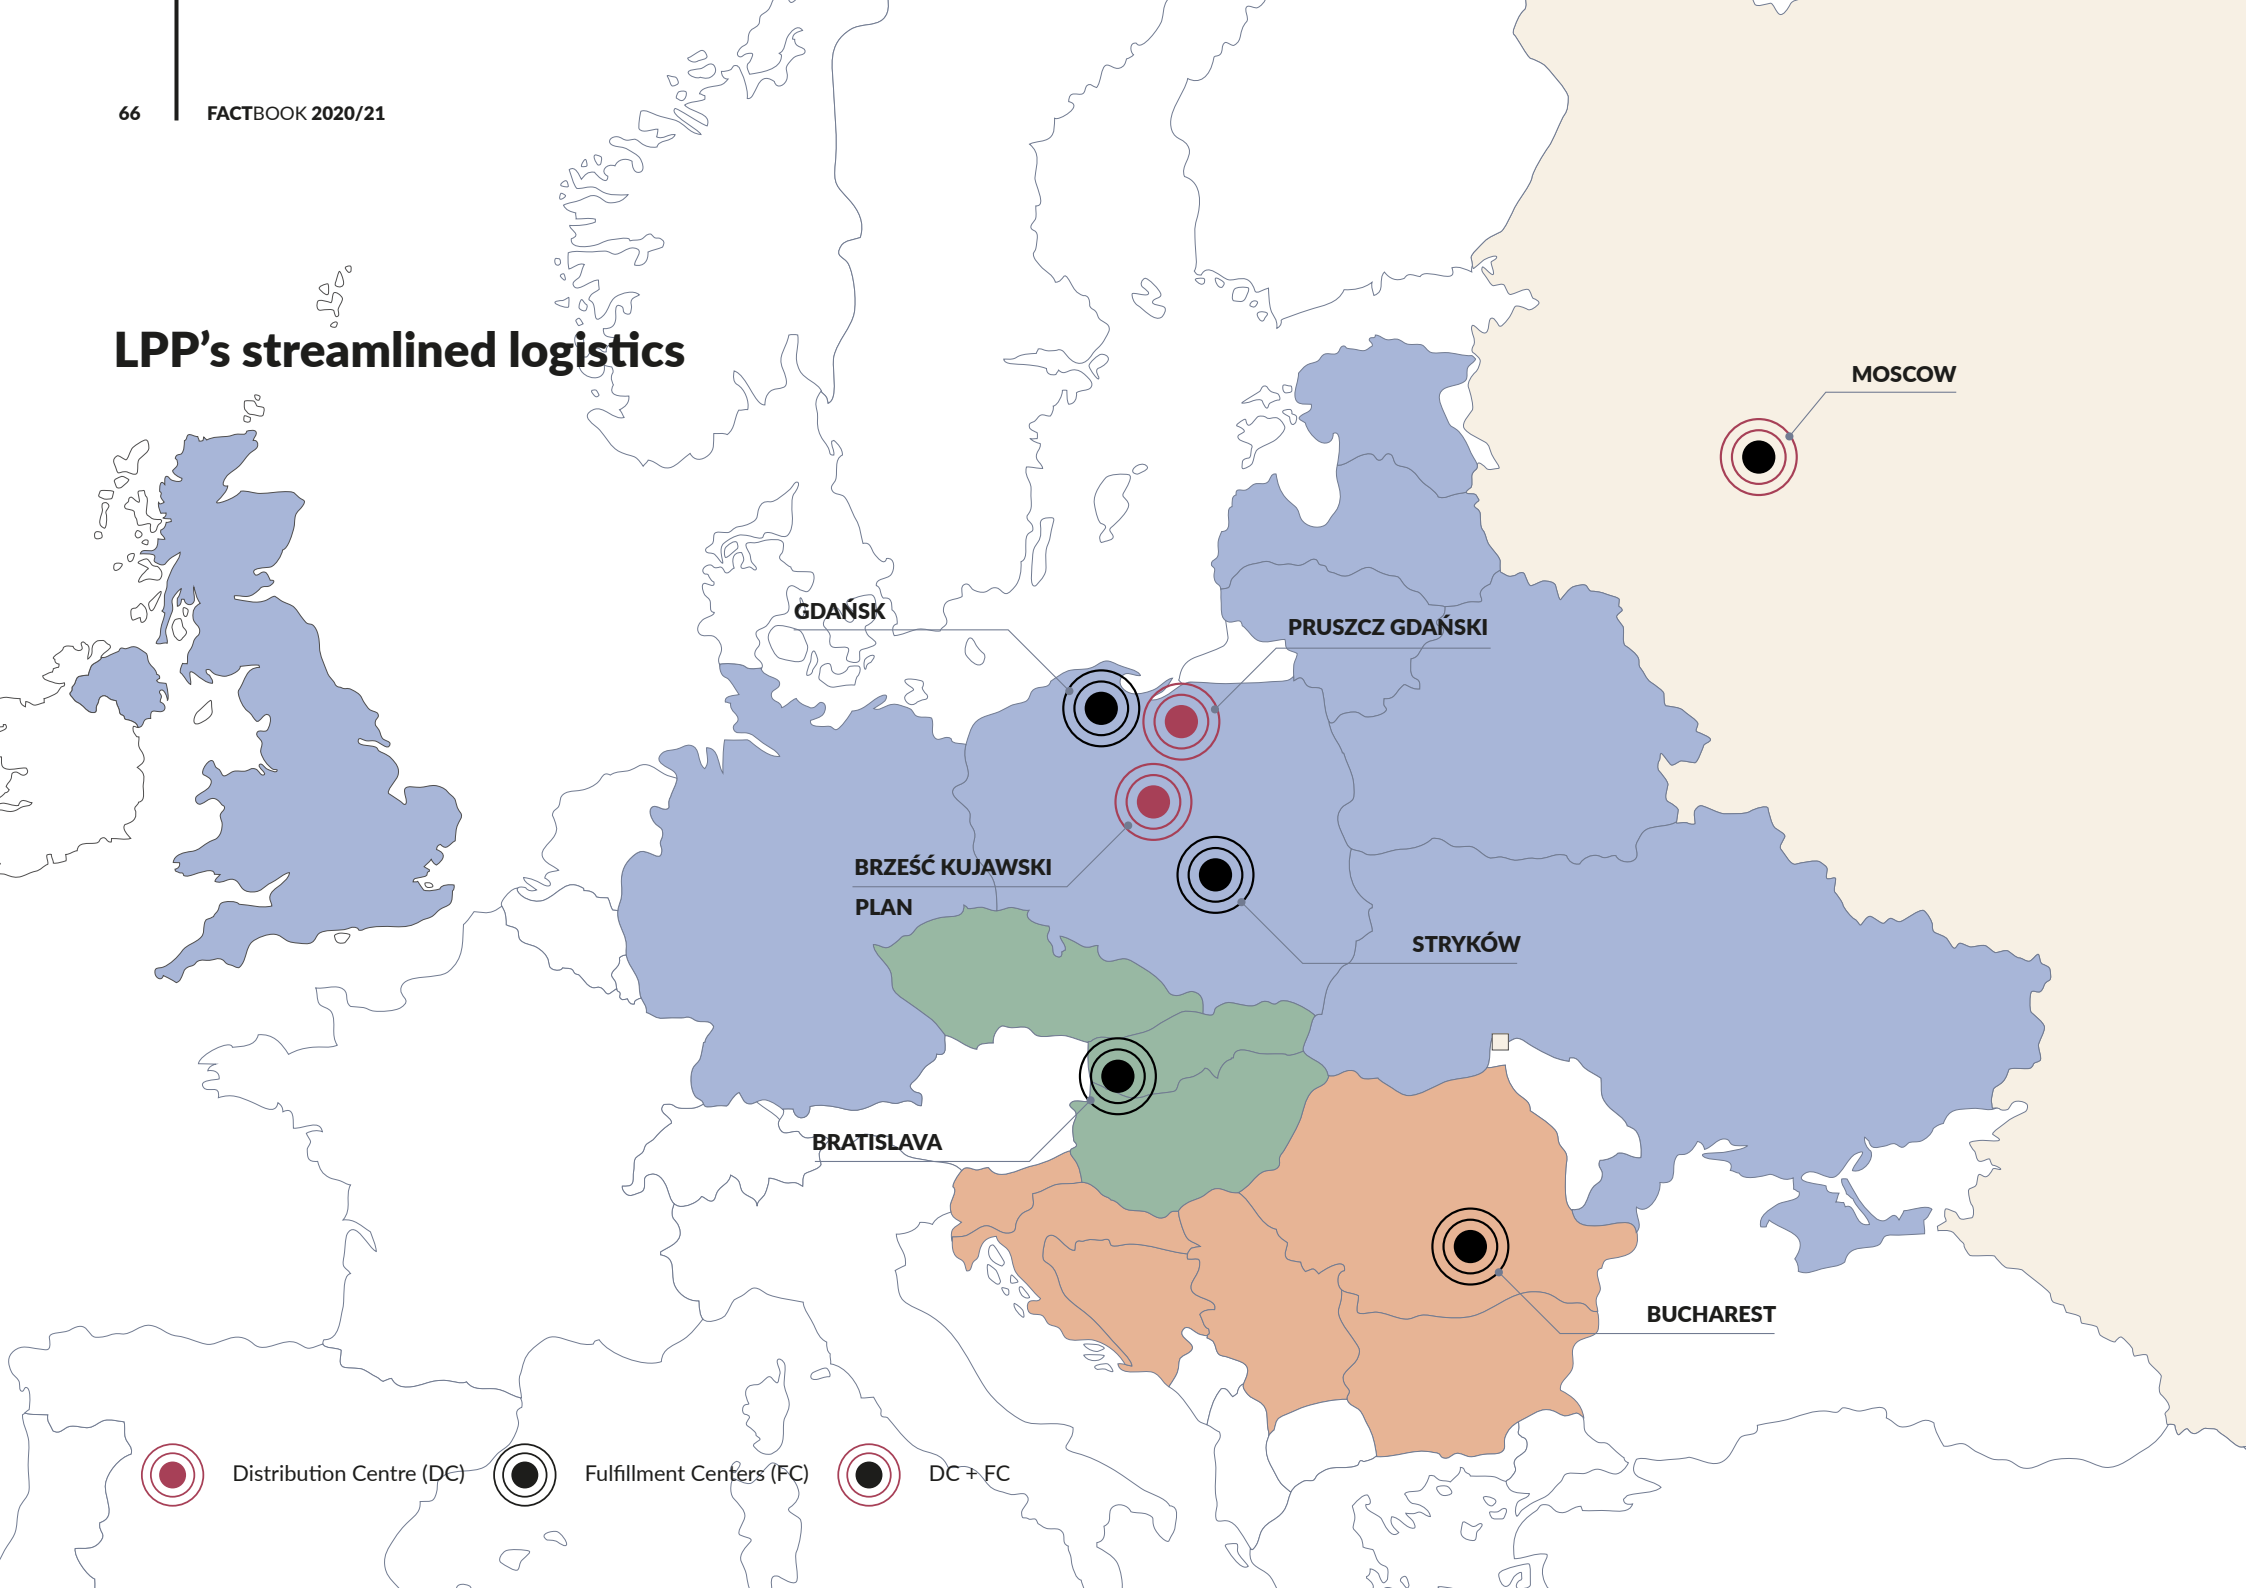 66
FACTBOOK 2020/21
LPP’s streamlined logistics
MOSCOW
GDAŃSK
PRUSZCZ GDAŃSKI
BRZEŚĆ KUJAWSKI
PLAN
STRYKÓW
BRATISLAVA
BUCHAREST
Distribution Centre (DC)
Fulfillment Centers (FC)
DC + FC